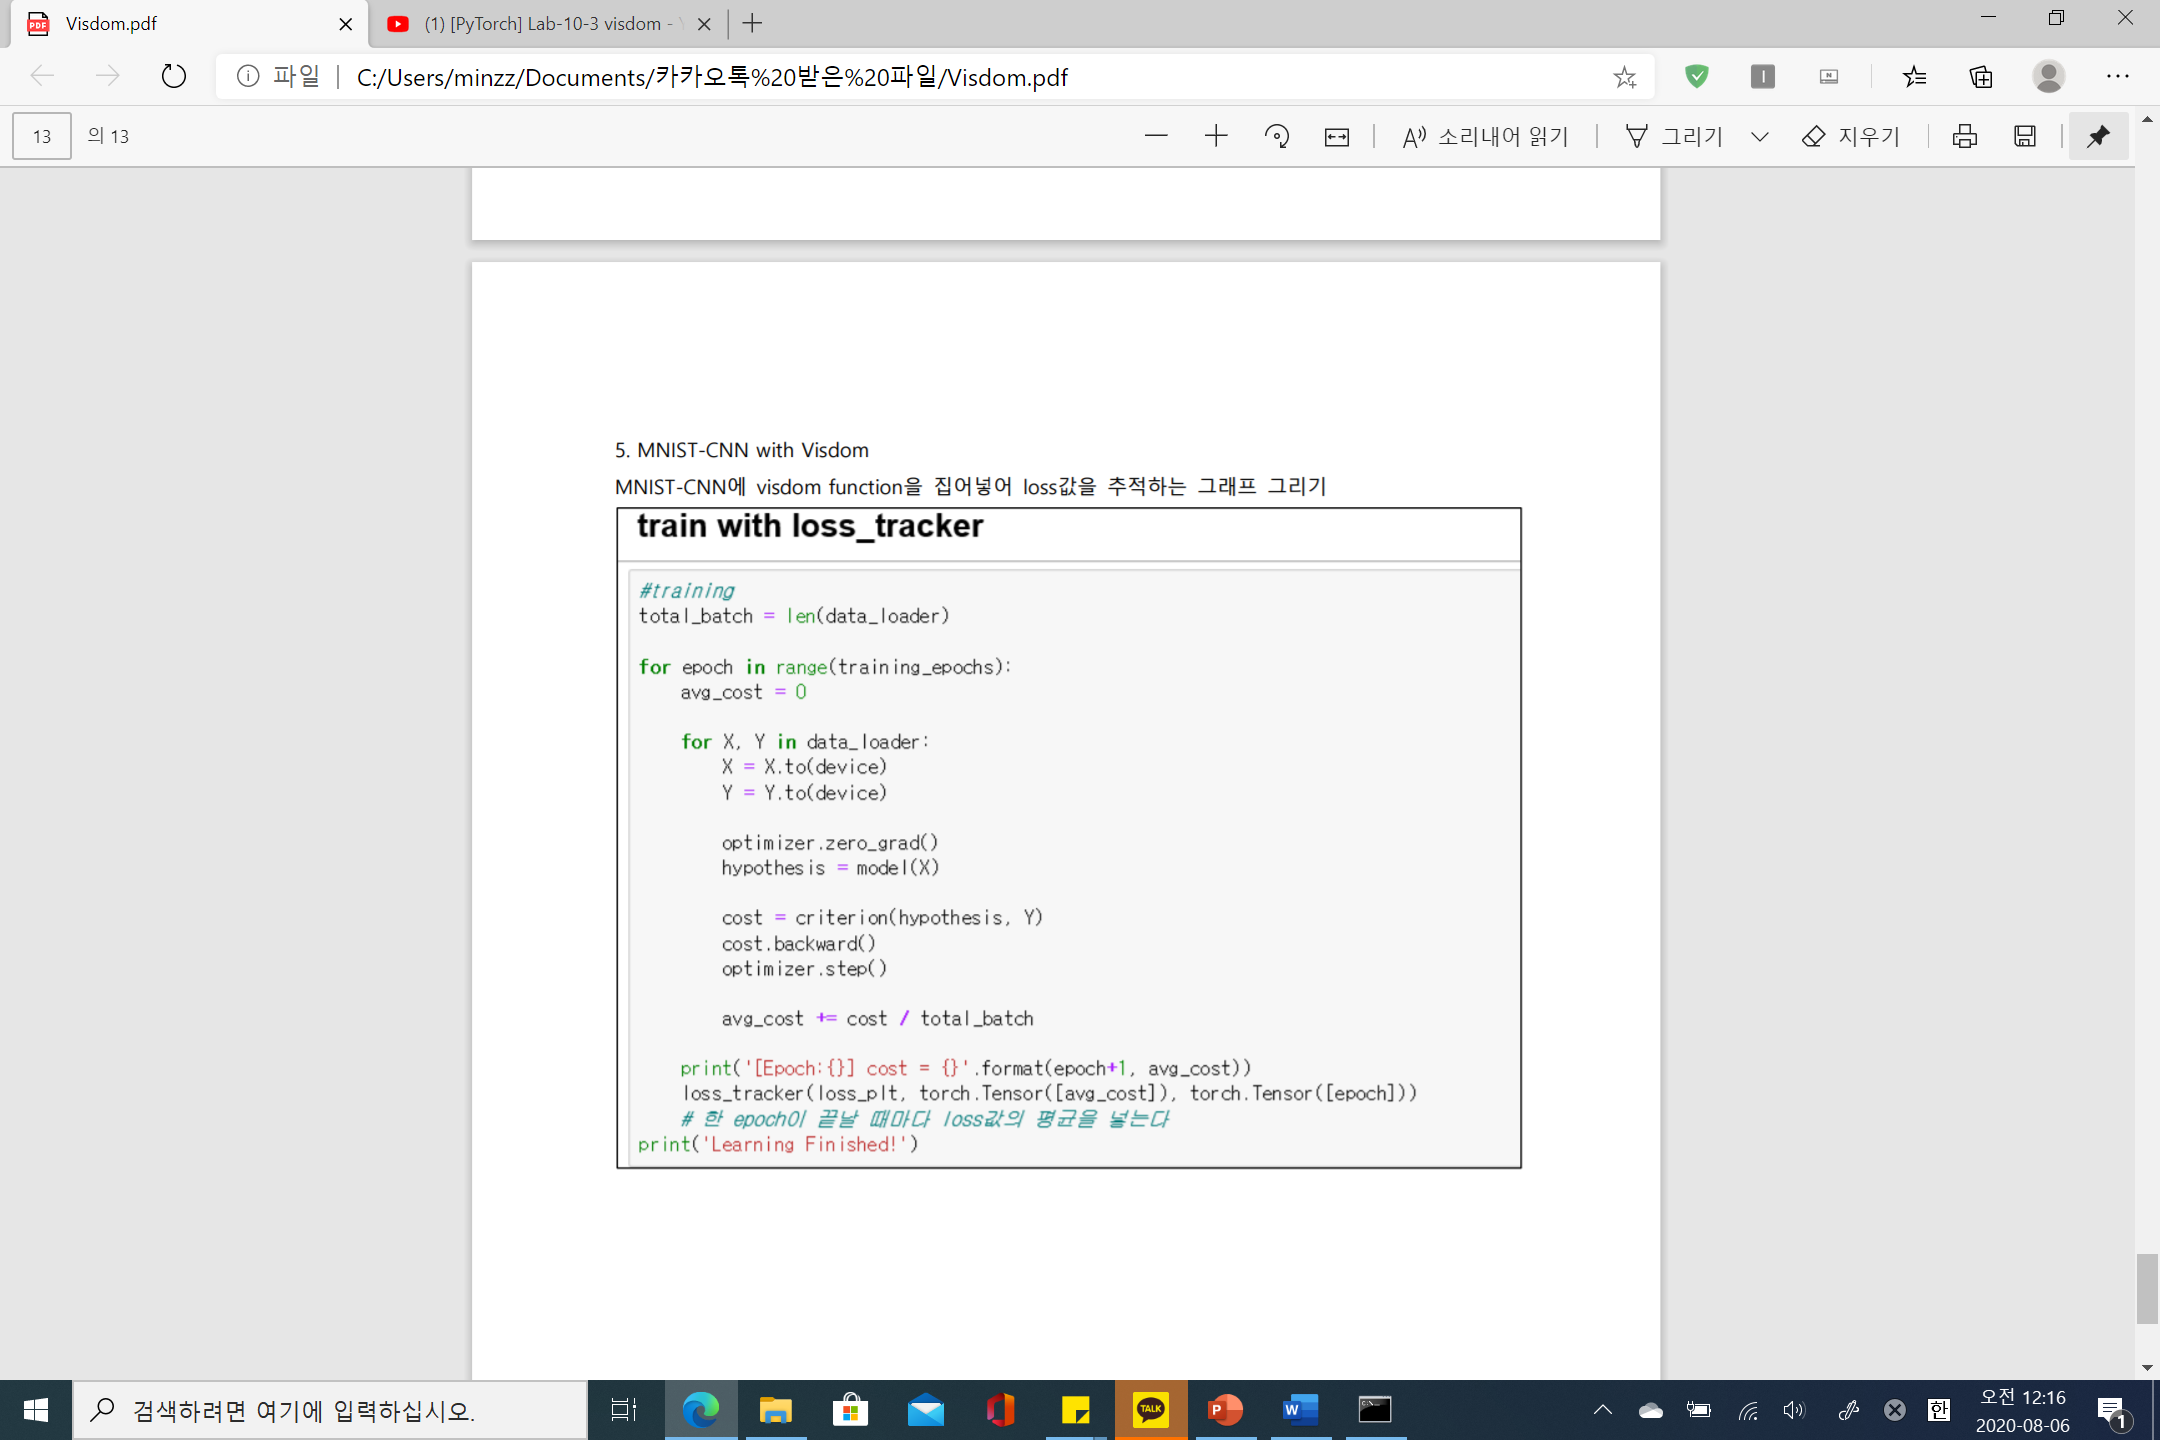 Visdom.pdf
(1) [PyTorch] Lab-10-3 visdom -
파일 | C:/Users/minzz/Documents/카카오톡%20받은%20파일/Visdom.pdf
13 의 13
소리내어 읽기
그리기
지우기
5. MNIST-CNN with Visdom
MNIST-CNN에 visdom function을 집어넣어 loss값을 추적하는 그래프 그리기
train with loss_tracker
#training
total_batch = len(data_loader)
for epoch in range(training_epochs):
    avg_cost = 0
    for X, Y in data_loader:
        X = X.to(device)
        Y = Y.to(device)
        optimizer.zero_grad()
        hypothesis = model(X)
        cost = criterion(hypothesis, Y)
        cost.backward()
        optimizer.step()
        avg_cost += cost / total_batch
    print('[Epoch:{}] cost = {}'.format(epoch+1, avg_cost))
    loss_tracker(loss_plt, torch.Tensor([avg_cost]), torch.Tensor([epoch]))
    # 한 epoch이 끝날 때마다 loss값의 평균을 넣는다
print('Learning Finished!')
검색하려면 여기에 입력하십시오.
TALK
한
오전 12:16
2020-08-06
1